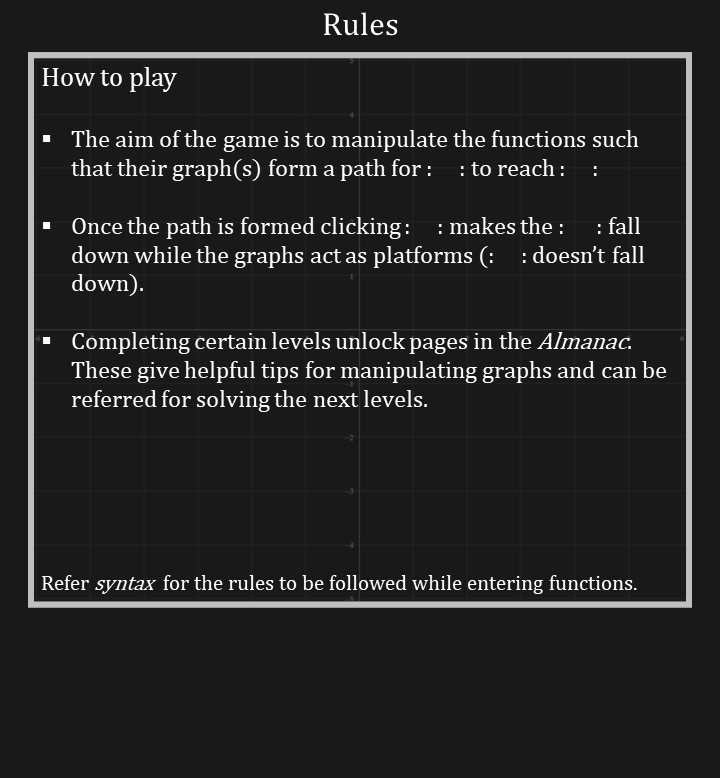 Rules
How to play
▪ The aim of the game is to manipulate the functions such
that their graph(s) form a path for :    : to reach :    :
▪ Once the path is formed clicking :    : makes the :    : fall
down while the graphs act as platforms (:    : doesn’t fall
down).
▪ Completing certain levels unlock pages in the Almanac.
These give helpful tips for manipulating graphs and can be
referred for solving the next levels.
Refer syntax for the rules to be followed while entering functions.